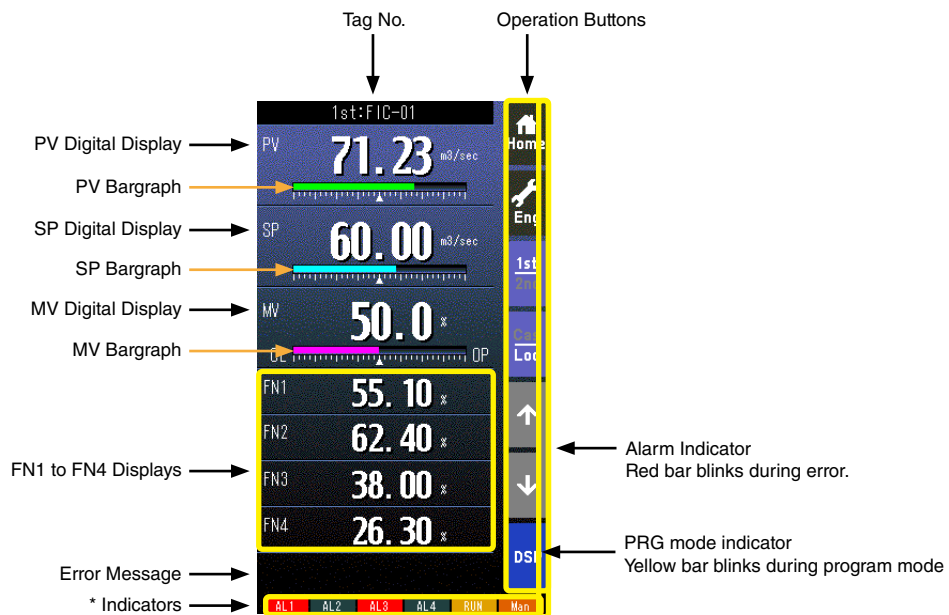 Tag No.
Operation Buttons
1st:FIC-01
PV Digital Display
PV
71.23 m3/sec
Home
PV Bargraph
Eng
SP Digital Display
SP
60.00 m3/sec
SP Bargraph
1st
2nd
MV Digital Display
MV
50.0 %
MV Bargraph
OP
Loc
FN1
55.10 %
FN2
62.40 %
FN1 to FN4 Displays
FN3
38.00 %
FN4
26.30 %
Alarm Indicator
Red bar blinks during error.
DSP
PRG mode indicator
Yellow bar blinks during program mode
Error Message
* Indicators
AL1 AL2 AL3 AL4 RUN Man